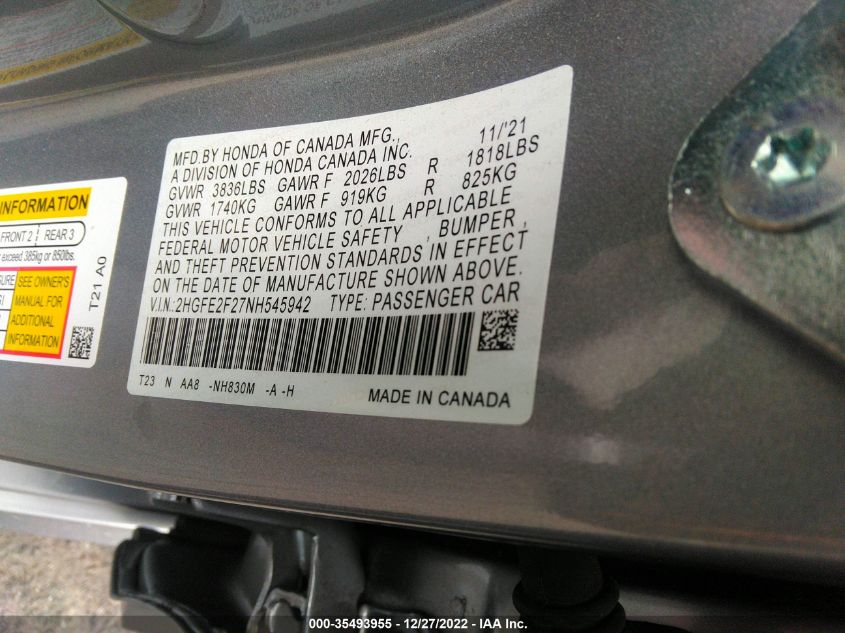 MFD.BY HONDA OF CANADA MFG., 11/'21
A DIVISION OF HONDA CANADA INC.
GVWR 3836LBS GAWR F 2026LBS R 1818LBS
GVWR 1740KG GAWR F 919KG R 825KG
THIS VEHICLE CONFORMS TO ALL APPLICABLE
FEDERAL MOTOR VEHICLE SAFETY , BUMPER,
AND THEFT PREVENTION STANDARDS IN EFFECT
ON THE DATE OF MANUFACTURE SHOWN ABOVE.
V.I.N.:2HGFE2F27NH545942 TYPE: PASSENGER CAR
T23 N AA8 -NH830M -A -H
MADE IN CANADA
INFORMATION
FRONT 2 REAR 3
exceed 385kg or 850lbs.
SEE OWNER'S
MANUAL FOR
ADDITIONAL
INFORMATION
T21 A0
000-35493955 - 12/27/2022 - IAA Inc.